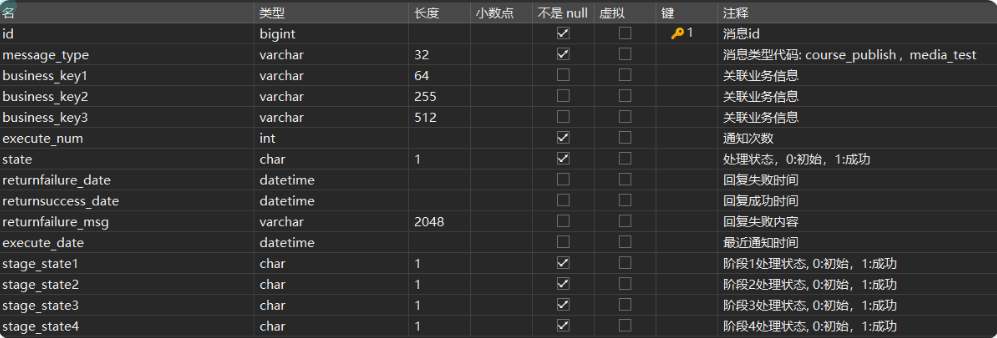 名 类型 长度 小数点 不是 null 虚拟 键 注释
id bigint 1 消息id
message_type varchar 32 消息类型代码: course_publish , media_test
business_key1 varchar 64 关联业务信息
business_key2 varchar 255 关联业务信息
business_key3 varchar 512 关联业务信息
execute_num int 通知次数
state char 1 处理状态，0:初始，1:成功
returnfailure_date datetime 回复失败时间
returnsuccess_date datetime 回复成功时间
returnfailure_msg varchar 2048 回复失败内容
execute_date datetime 最近通知时间
stage_state1 char 1 阶段1处理状态, 0:初始，1:成功
stage_state2 char 1 阶段2处理状态, 0:初始，1:成功
stage_state3 char 1 阶段3处理状态, 0:初始，1:成功
stage_state4 char 1 阶段4处理状态, 0:初始，1:成功